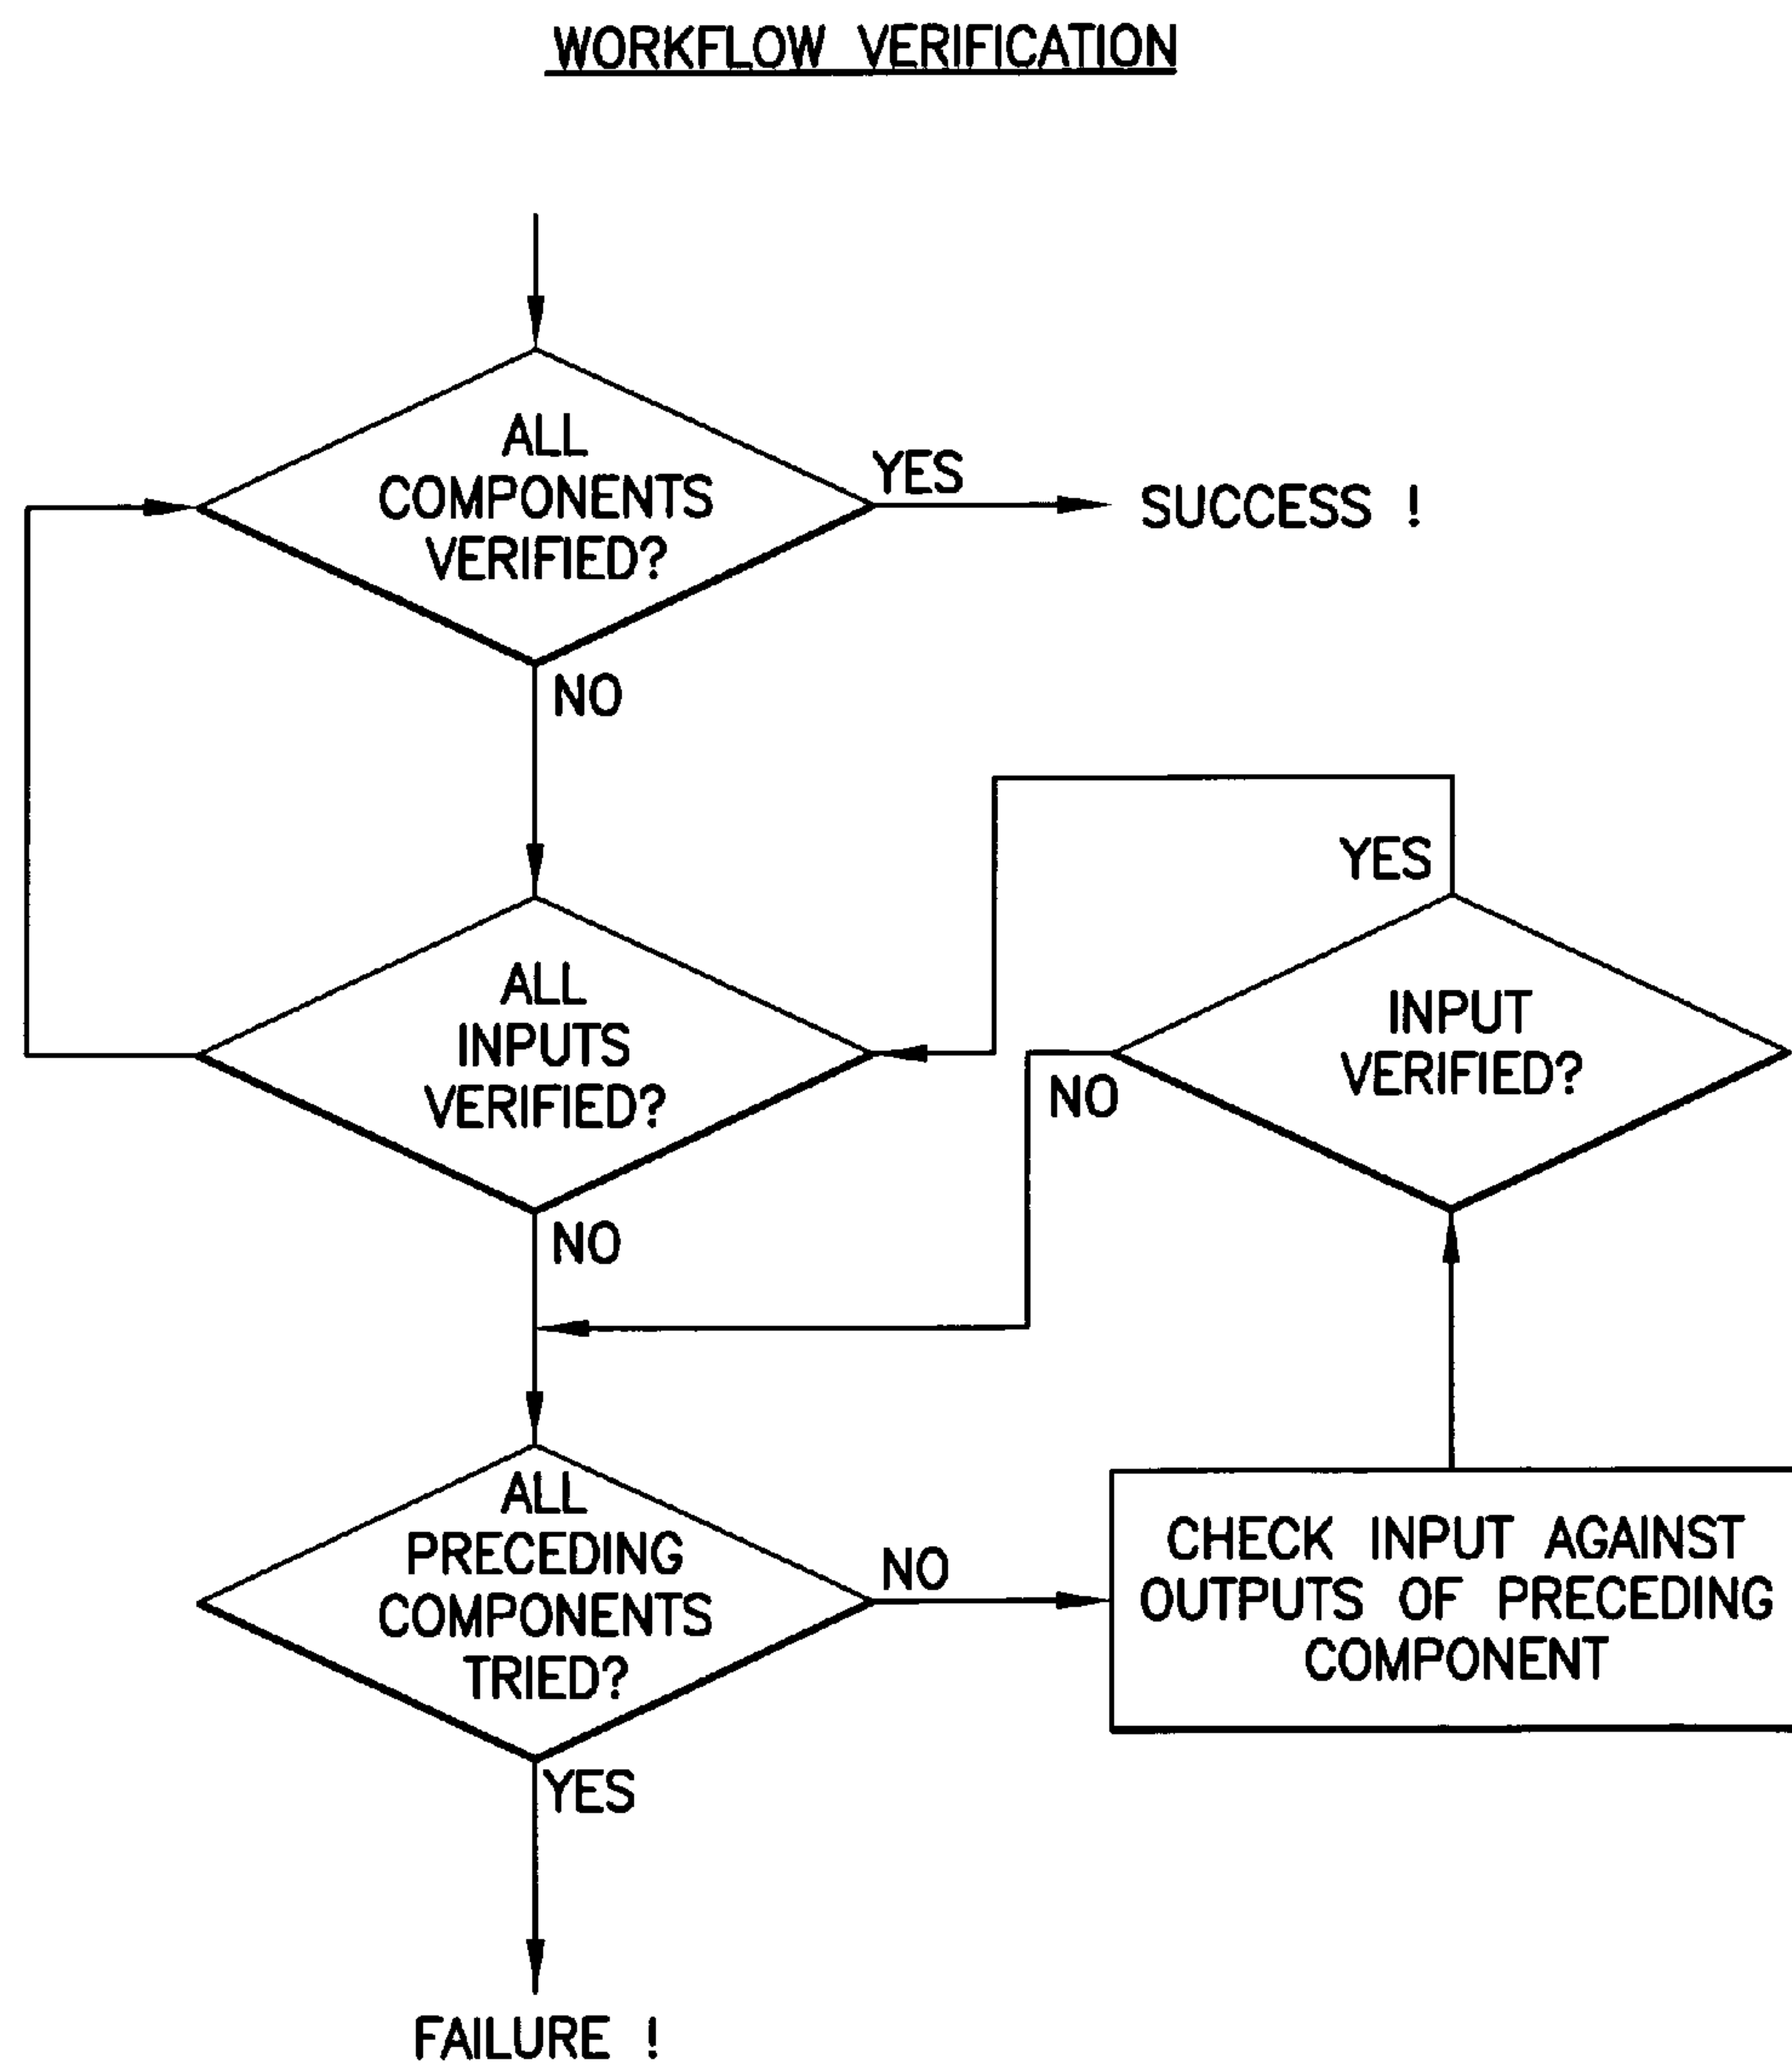 WORKFLOW VERIFICATION
ALL
COMPONENTS
VERIFIED?
YES
SUCCESS !
NO
YES
ALL
INPUTS
VERIFIED?
INPUT
VERIFIED?
NO
NO
ALL
PRECEDING
COMPONENTS
TRIED?
NO
CHECK INPUT AGAINST
OUTPUTS OF PRECEDING
COMPONENT
YES
FAILURE !